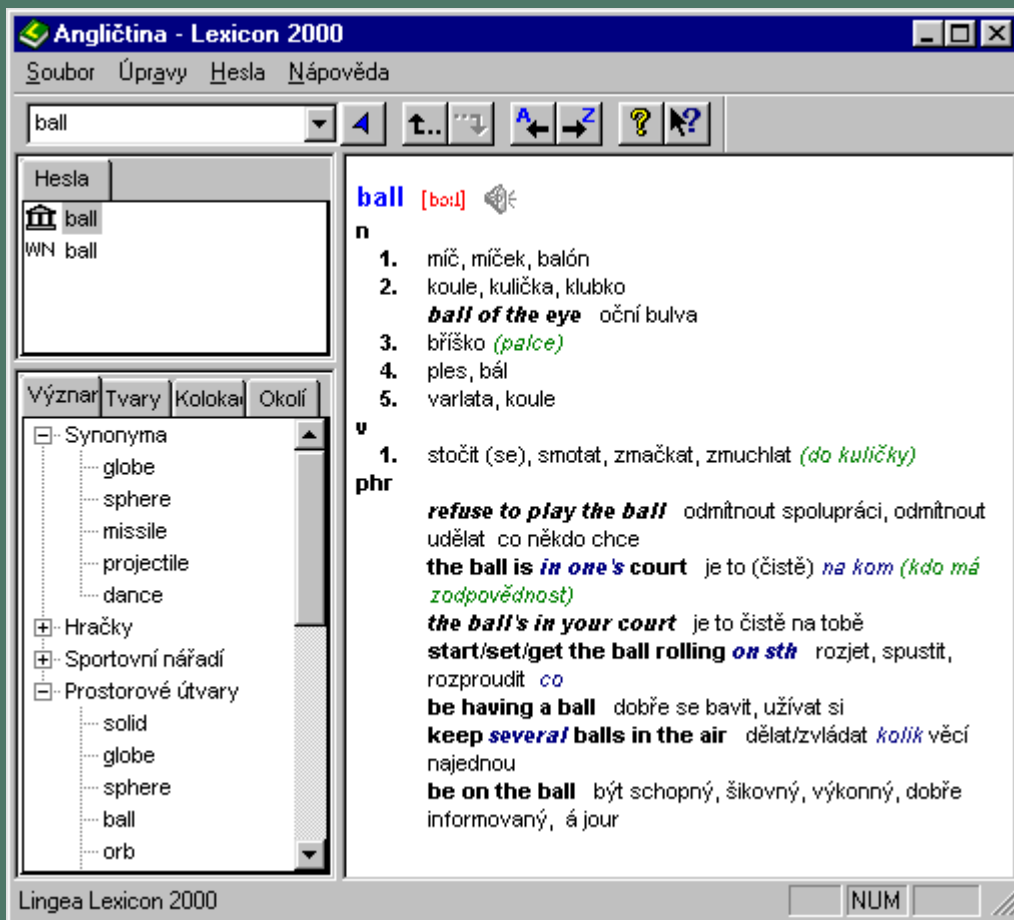 Angličtina - Lexicon 2000
Soubor Úpravy Hesla Nápověda
ball
A Z ? ?
Hesla
ball
WN ball
Význar Tvary Koloka Okolí
Synonyma
globe
sphere
missile
projectile
dance
Hračky
Sportovní nářadí
Prostorové útvary
solid
globe
sphere
ball
orb
ball [bɔ:l]
n
1. míč, míček, balón
2. koule, kulička, klubko
ball of the eye oční bulva
3. bříško (palce)
4. ples, bál
5. varlata, koule
v
1. stočit (se), smotat, zmačkat, zmuchlat (do kuličky)
phr
refuse to play the ball odmítnout spolupráci, odmítnout
udělat co někdo chce
the ball is in one's court je to (čistě) na kom (kdo má
zodpovědnost)
the ball's in your court je to čistě na tobě
start/set/get the ball rolling on sth rozjet, spustit,
rozproudit co
be having a ball dobře se bavit, užívat si
keep several balls in the air dělat/zvládat kolik věcí
najednou
be on the ball být schopný, šikovný, výkonný, dobře
informovaný, á jour
Lingea Lexicon 2000 NUM